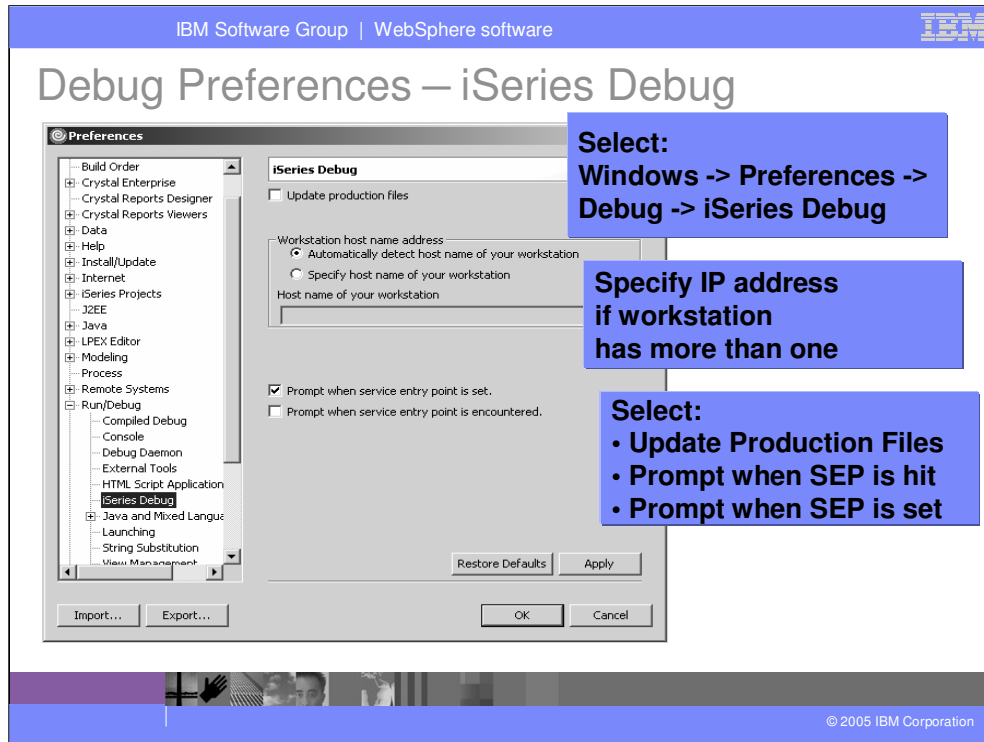 IBM Software Group | WebSphere software
IBM
Debug Preferences – iSeries Debug
Preferences
Build Order
Crystal Enterprise
Crystal Reports Designer
Crystal Reports Viewers
Data
Help
Install/Update
Internet
iSeries Projects
J2EE
Java
LPEX Editor
Modeling
Process
Remote Systems
Run/Debug
Compiled Debug
Console
Debug Daemon
External Tools
HTML Script Application
iSeries Debug
Java and Mixed Langua
Launching
String Substitution
View Management
Import...
Export...
iSeries Debug
Update production files
Workstation host name address
Automatically detect host name of your workstation
Specify host name of your workstation
Host name of your workstation
Prompt when service entry point is set.
Prompt when service entry point is encountered.
Restore Defaults
Apply
OK
Cancel
Select:
Windows -> Preferences ->
Debug -> iSeries Debug
Specify IP address
if workstation
has more than one
Select:
• Update Production Files
• Prompt when SEP is hit
• Prompt when SEP is set
© 2005 IBM Corporation